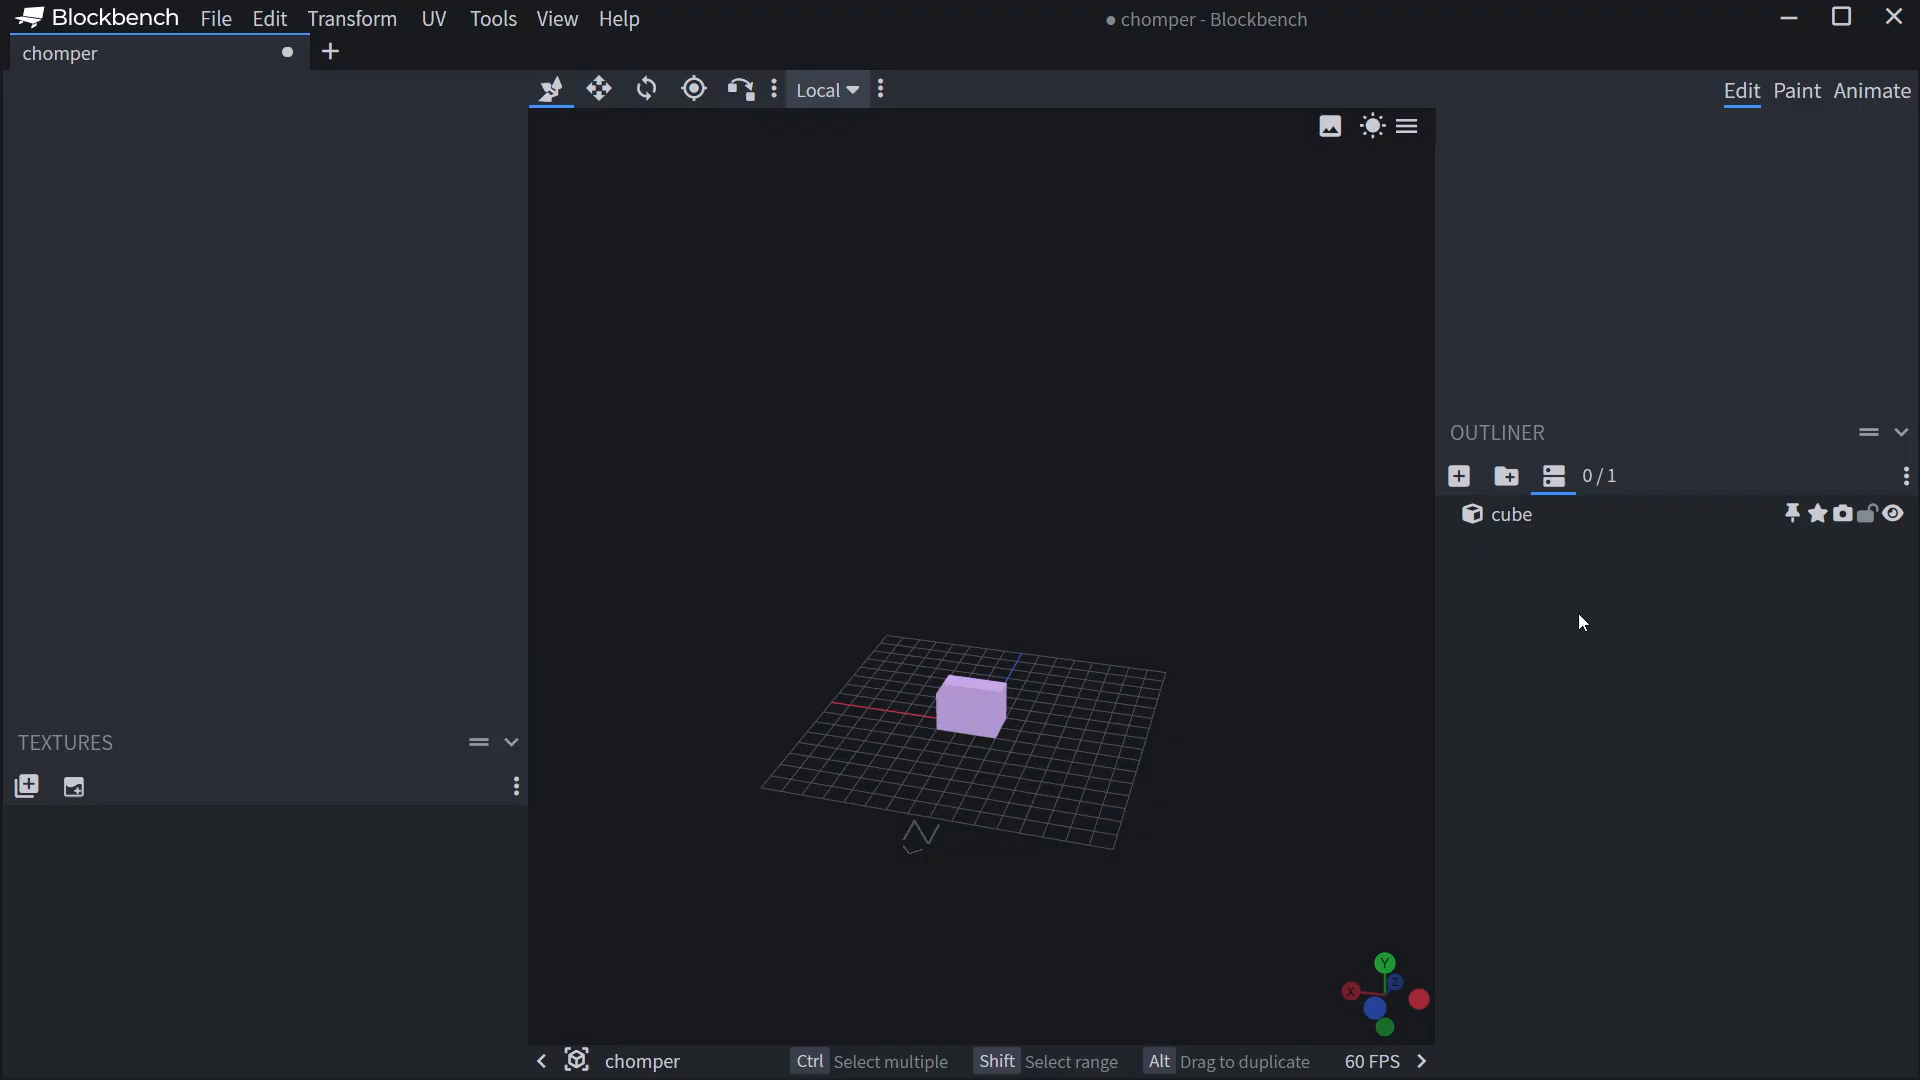 Blockbench File Edit Transform UV Tools View Help
● chomper - Blockbench
chomper
Local
Edit Paint Animate
OUTLINER
0 / 1
cube
TEXTURES
Y
X
Z
chomper
Ctrl Select multiple Shift Select range Alt Drag to duplicate 60 FPS